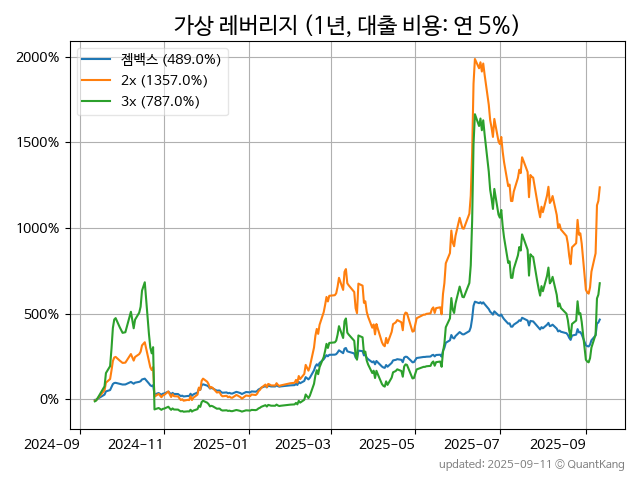 가상 레버리지 (1년, 대출 비용: 연 5%)
2000%
1500%
1000%
500%
0%
젬백스 (489.0%)
2x (1357.0%)
3x (787.0%)
2024-09
2024-11
2025-01
2025-03
2025-05
2025-07
2025-09
updated: 2025-09-11 © QuantKang